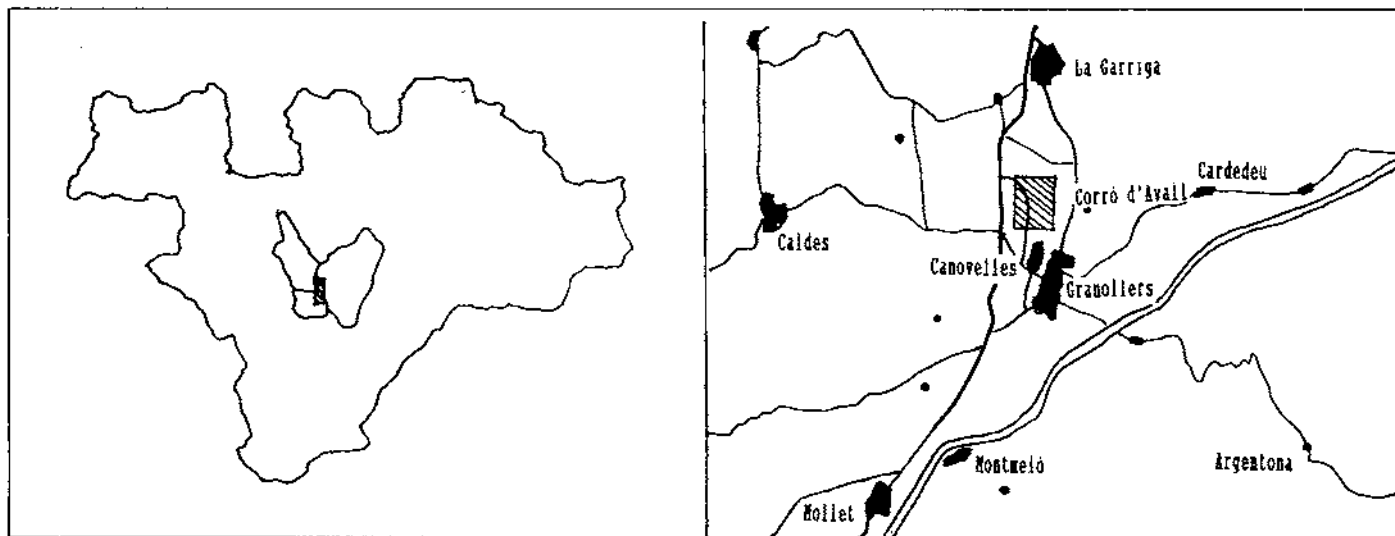 La Garriga
Cardedeu
Corró d'Avall
Caldes
Canovelles
Granollers
Montmeló
Argentona
Mollet